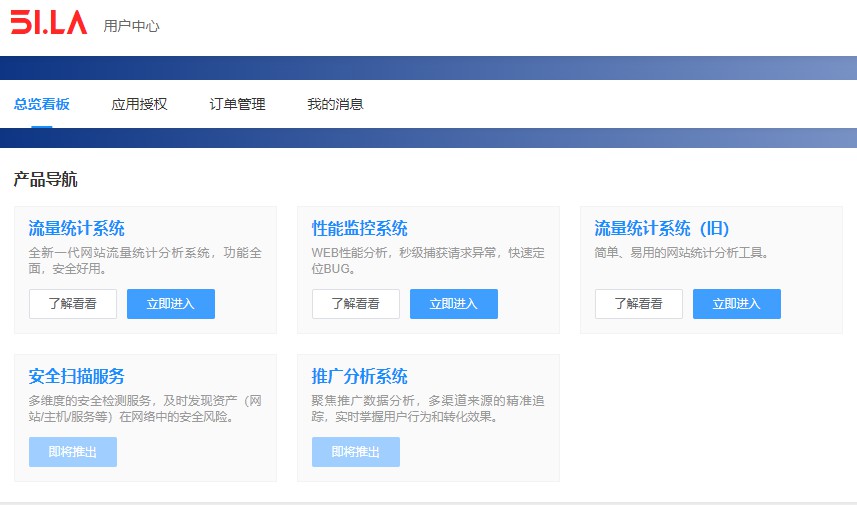 51.LA 用户中心
总览看板 应用授权 订单管理 我的消息
产品导航
流量统计系统
全新一代网站流量统计分析系统，功能全
面，安全好用。
了解看看 立即进入
性能监控系统
WEB性能分析，秒级捕获请求异常，快速定
位BUG。
了解看看 立即进入
流量统计系统（旧）
简单、易用的网站统计分析工具。
了解看看 立即进入
安全扫描服务
多维度的安全检测服务，及时发现资产（网
站/主机/服务等）在网络中的安全风险。
即将推出
推广分析系统
聚焦推广数据分析，多渠道来源的精准追
踪，实时掌握用户行为和转化效果。
即将推出